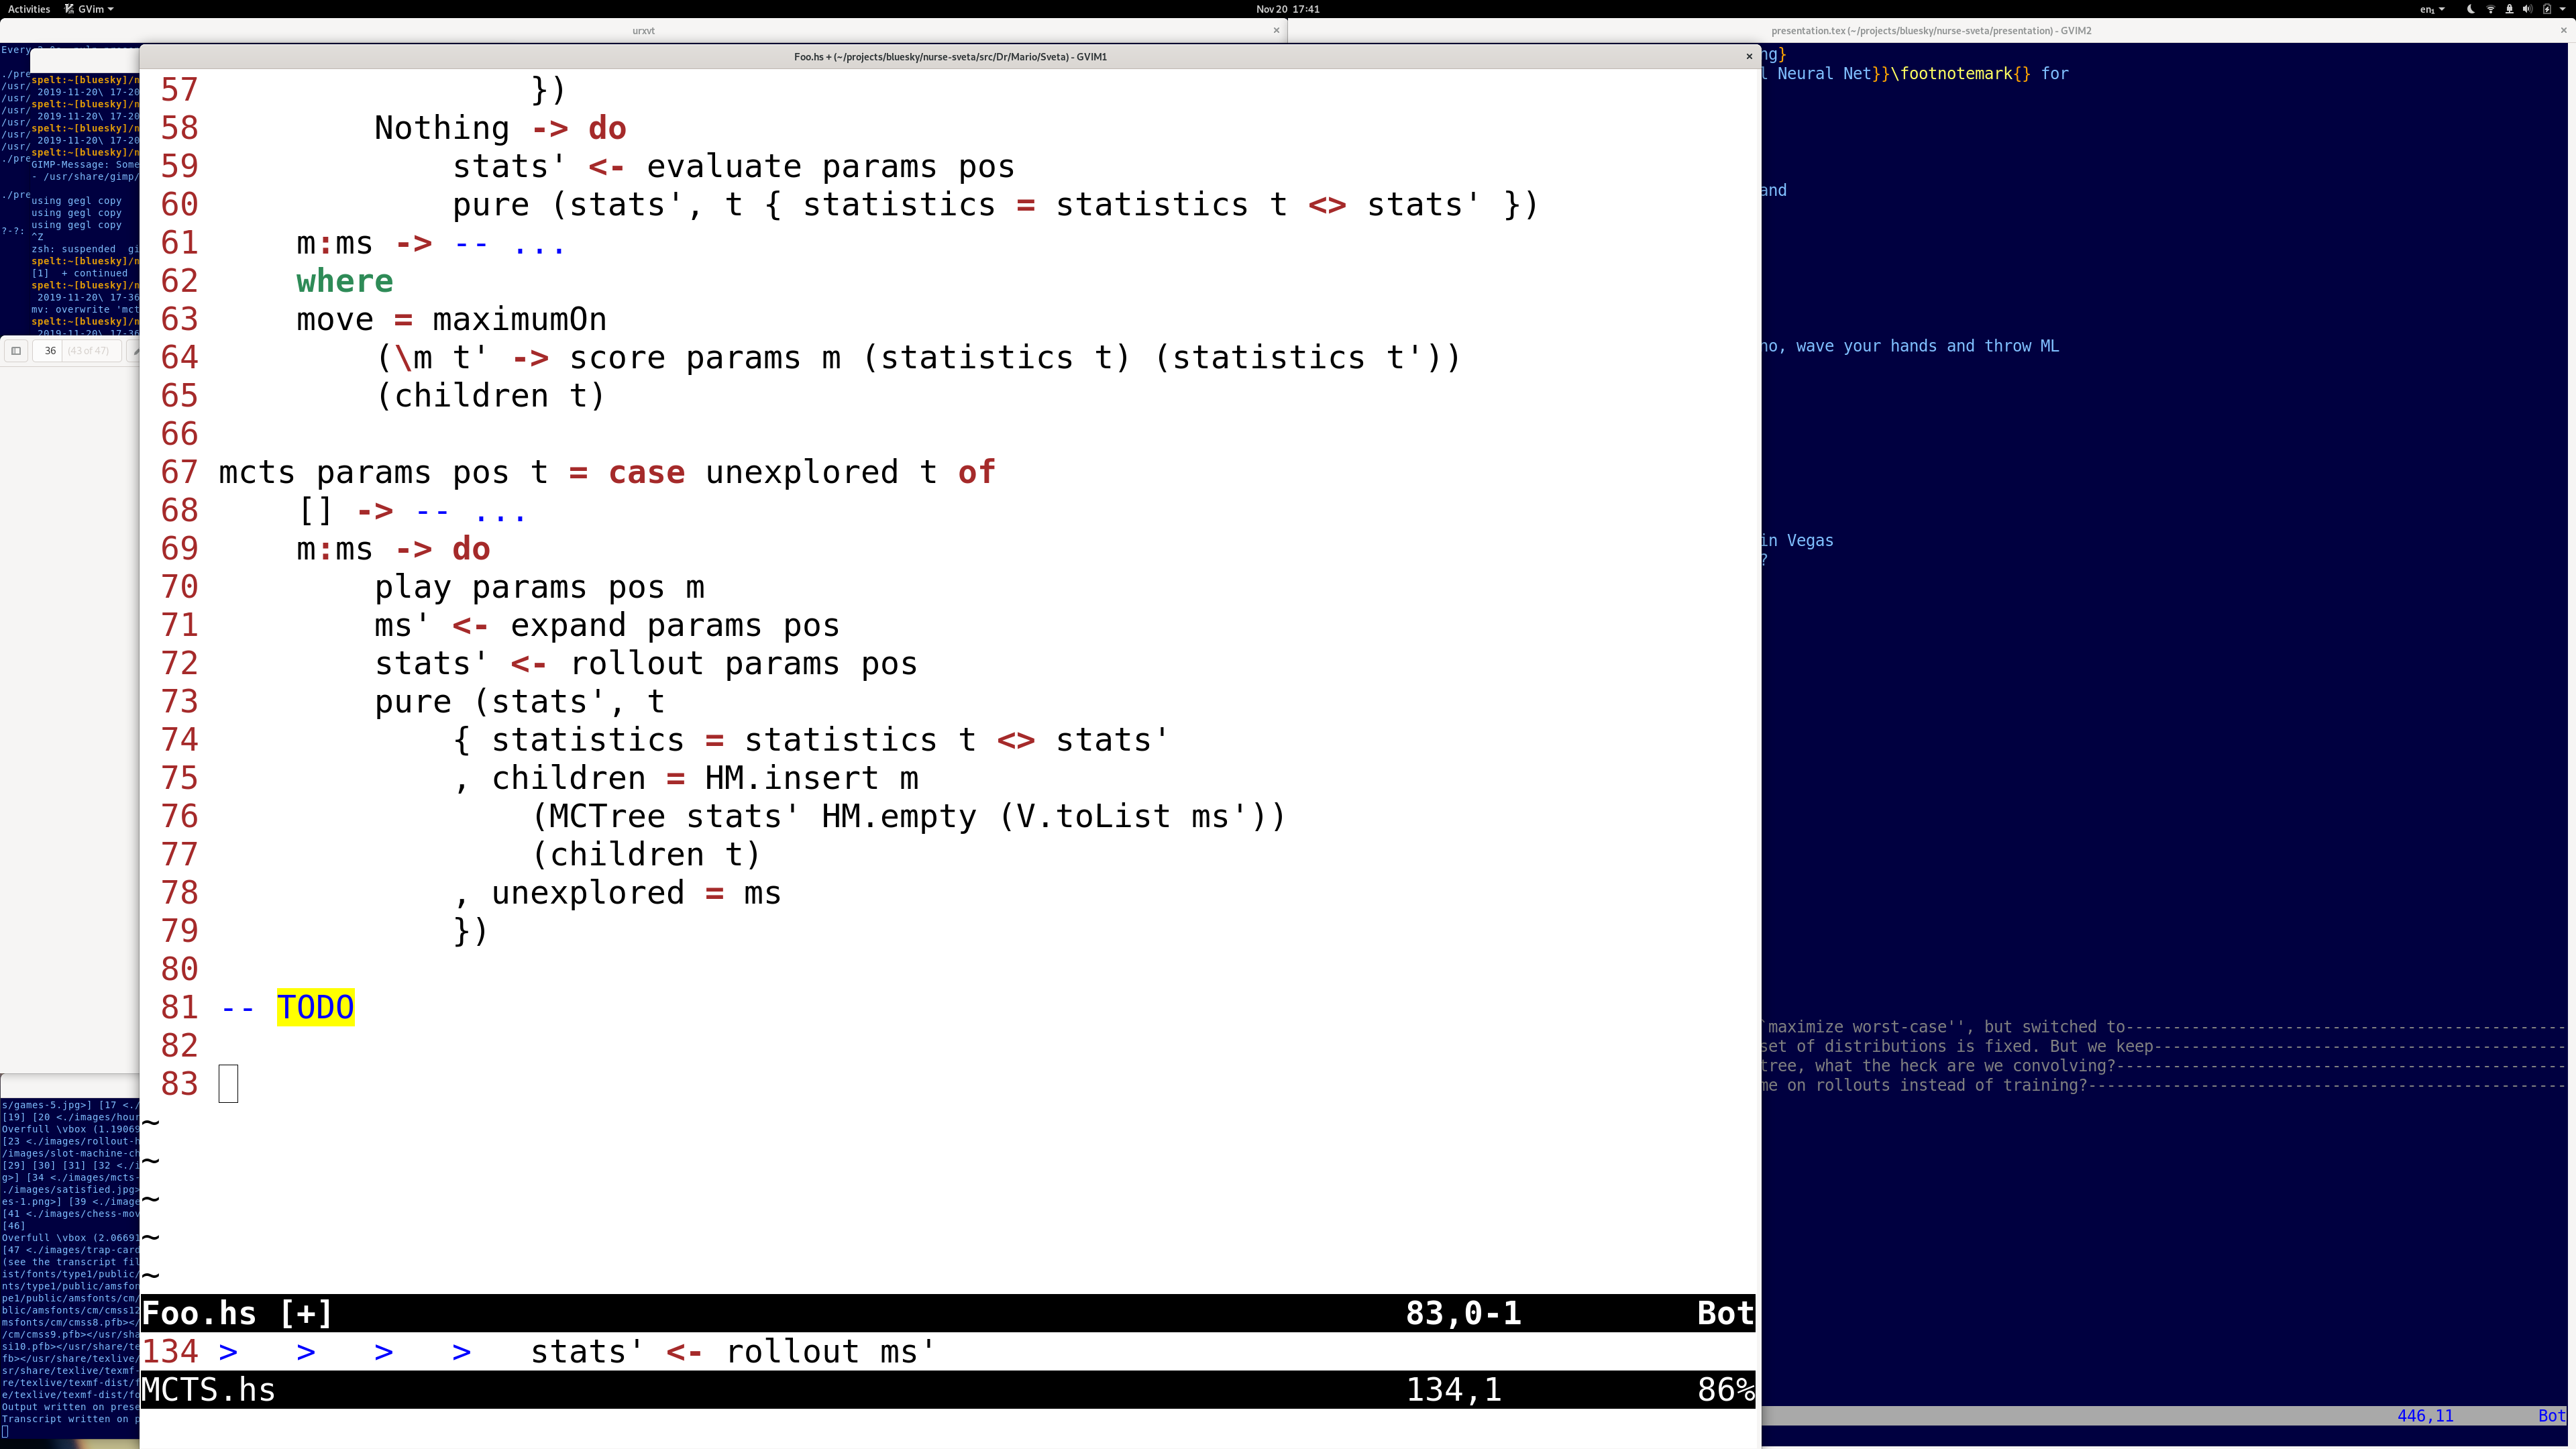 Activities GVim Nov 20 17:41 en₁
urxvt
presentation.tex (~/projects/bluesky/nurse-sveta/presentation) - GVIM2
Foo.hs + (~/projects/bluesky/nurse-sveta/src/Dr/Mario/Sveta) - GVIM1
57 })
58 Nothing -> do
59 stats' <- evaluate params pos
60 pure (stats', t { statistics = statistics t <> stats' })
61 m:ms -> -- ...
62 where
63 move = maximumOn
64 (\m t' -> score params m (statistics t) (statistics t'))
65 (children t)
66
67 mcts params pos t = case unexplored t of
68 [] -> -- ...
69 m:ms -> do
70 play params pos m
71 ms' <- expand params pos
72 stats' <- rollout params pos
73 pure (stats', t
74 { statistics = statistics t <> stats'
75 , children = HM.insert m
76 (MCTree stats' HM.empty (V.toList ms'))
77 (children t)
78 , unexplored = ms
79 })
80
81 -- TODO
82
83
~
~
~
~
~
Foo.hs [+] 83,0-1 Bot
134 > > > > stats' <- rollout ms'
MCTS.hs 134,1 86%
Every
./pre
/usr/
/usr/
/usr/
/usr/
/usr/
/usr/
./pre
./pre
?-?:
spelt:~[bluesky]/n
2019-11-20\ 17-20
spelt:~[bluesky]/n
2019-11-20\ 17-20
spelt:~[bluesky]/n
2019-11-20\ 17-20
spelt:~[bluesky]/n
GIMP-Message: Some
- /usr/share/gimp/
using gegl copy
using gegl copy
using gegl copy
^Z
zsh: suspended gi
spelt:~[bluesky]/n
[1] + continued
spelt:~[bluesky]/n
2019-11-20\ 17-36
mv: overwrite 'mct
spelt:~[bluesky]/n
2019-11-20\ 17-36
36 (43 of 47)
s/games-5.jpg>] [17 <./
[19] [20 <./images/hour
Overfull \vbox (1.19069
[23 <./images/rollout-h
/images/slot-machine-ch
[29] [30] [31] [32 <./i
g>] [34 <./images/mcts-
./images/satisfied.jpg>
es-1.png>] [39 <./image
[41 <./images/chess-mov
[46]
Overfull \vbox (2.06691
[47 <./images/trap-card
(see the transcript fil
ist/fonts/type1/public/
nts/type1/public/amsfon
pe1/public/amsfonts/cm/
blic/amsfonts/cm/cmss12
msfonts/cm/cmss8.pfb></
/cm/cmss9.pfb></usr/sha
si10.pfb></usr/share/te
fb></usr/share/texlive/
sr/share/texlive/texmf-
re/texlive/texmf-dist/f
e/texlive/texmf-dist/fo
Output written on prese
Transcript written on p
ng}
l Neural Net}}\footnotemark{} for
and
no, wave your hands and throw ML
in Vegas
?
`maximize worst-case'', but switched to
set of distributions is fixed. But we keep
tree, what the heck are we convolving?
me on rollouts instead of training?
446,11 Bot